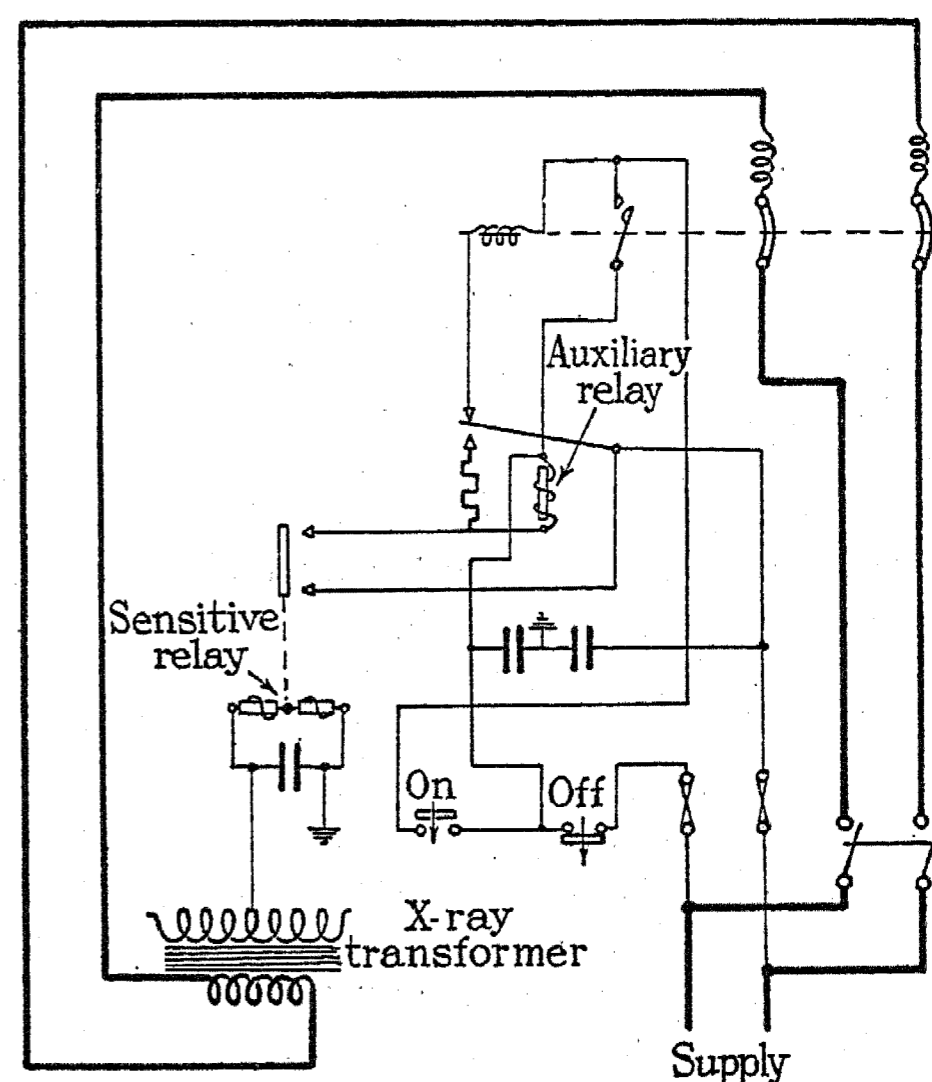 Auxiliary
relay
Sensitive
relay
On
Off
X-ray
transformer
Supply